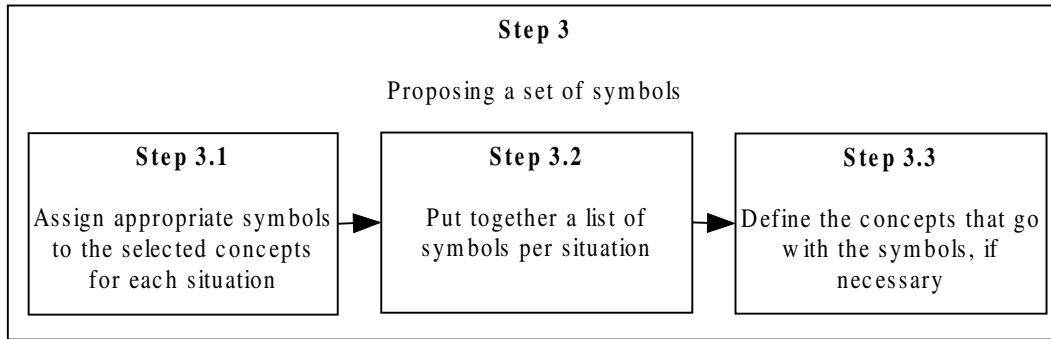 Step 3
Proposing a set of symbols
Step 3.1
Assign appropriate symbols
to the selected concepts
for each situation
Step 3.2
Put together a list of
symbols per situation
Step 3.3
Define the concepts that go
with the symbols, if
necessary